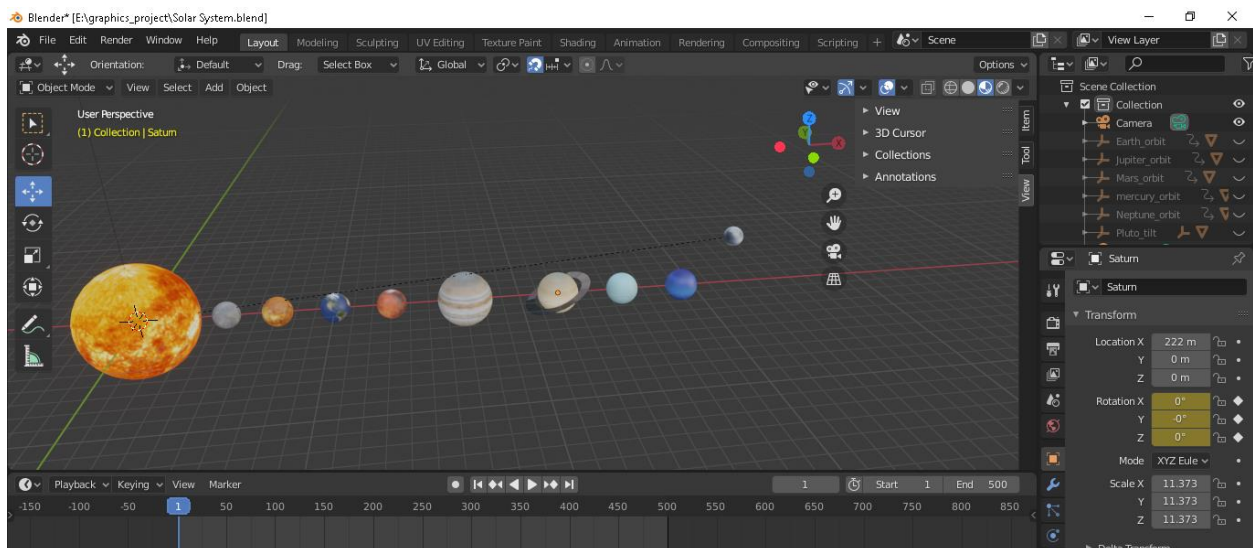 Blender* [E:\graphics_project\Solar System.blend]
File Edit Render Window Help Layout Modeling Sculpting UV Editing Texture Paint Shading Animation Rendering Compositing Scripting + Scene View Layer
Orientation: Default Drag: Select Box Global Options
Object Mode View Select Add Object
User Perspective
(1) Collection | Saturn
Z
Y
X
View
3D Cursor
Collections
Annotations
Item
Tool
View
Scene Collection
Collection
Camera
Earth_orbit
Jupiter_orbit
Mars_orbit
mercury_orbit
Neptune_orbit
Pluto_tilt
Saturn
Saturn
Transform
Location X 222 m
Y 0 m
Z 0 m
Rotation X 0°
Y -0°
Z 0°
Mode XYZ Eule
Scale X 11.373
Y 11.373
Z 11.373
Delta Transform
Playback Keying View Marker 1 Start 1 End 500
-150 -100 -50 1 50 100 150 200 250 300 350 400 450 500 550 600 650 700 750 800 850